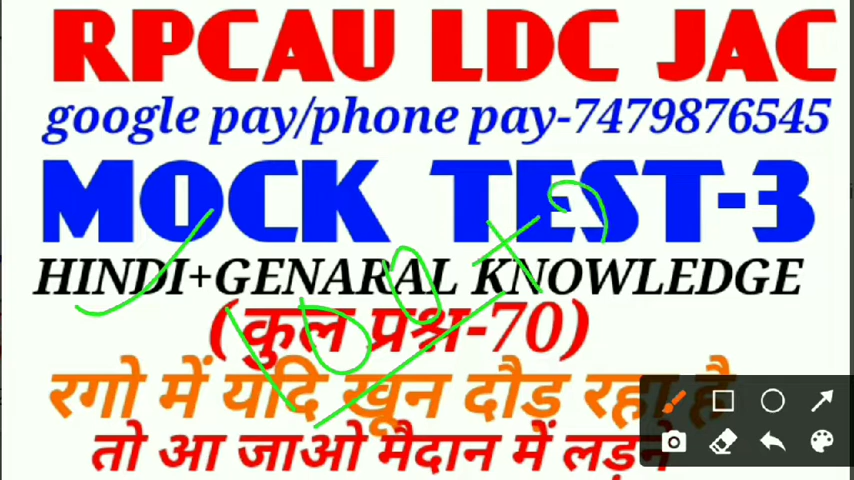 RPCAU LDC JAC
google pay/phone pay-7479876545
MOCK TEST-3
HINDI+GENARAL KNOWLEDGE
(कुल प्रश्न-70)
रगो में यदि खून दौड़ रहा है
तो आ जाओ मैदान में लड़ने